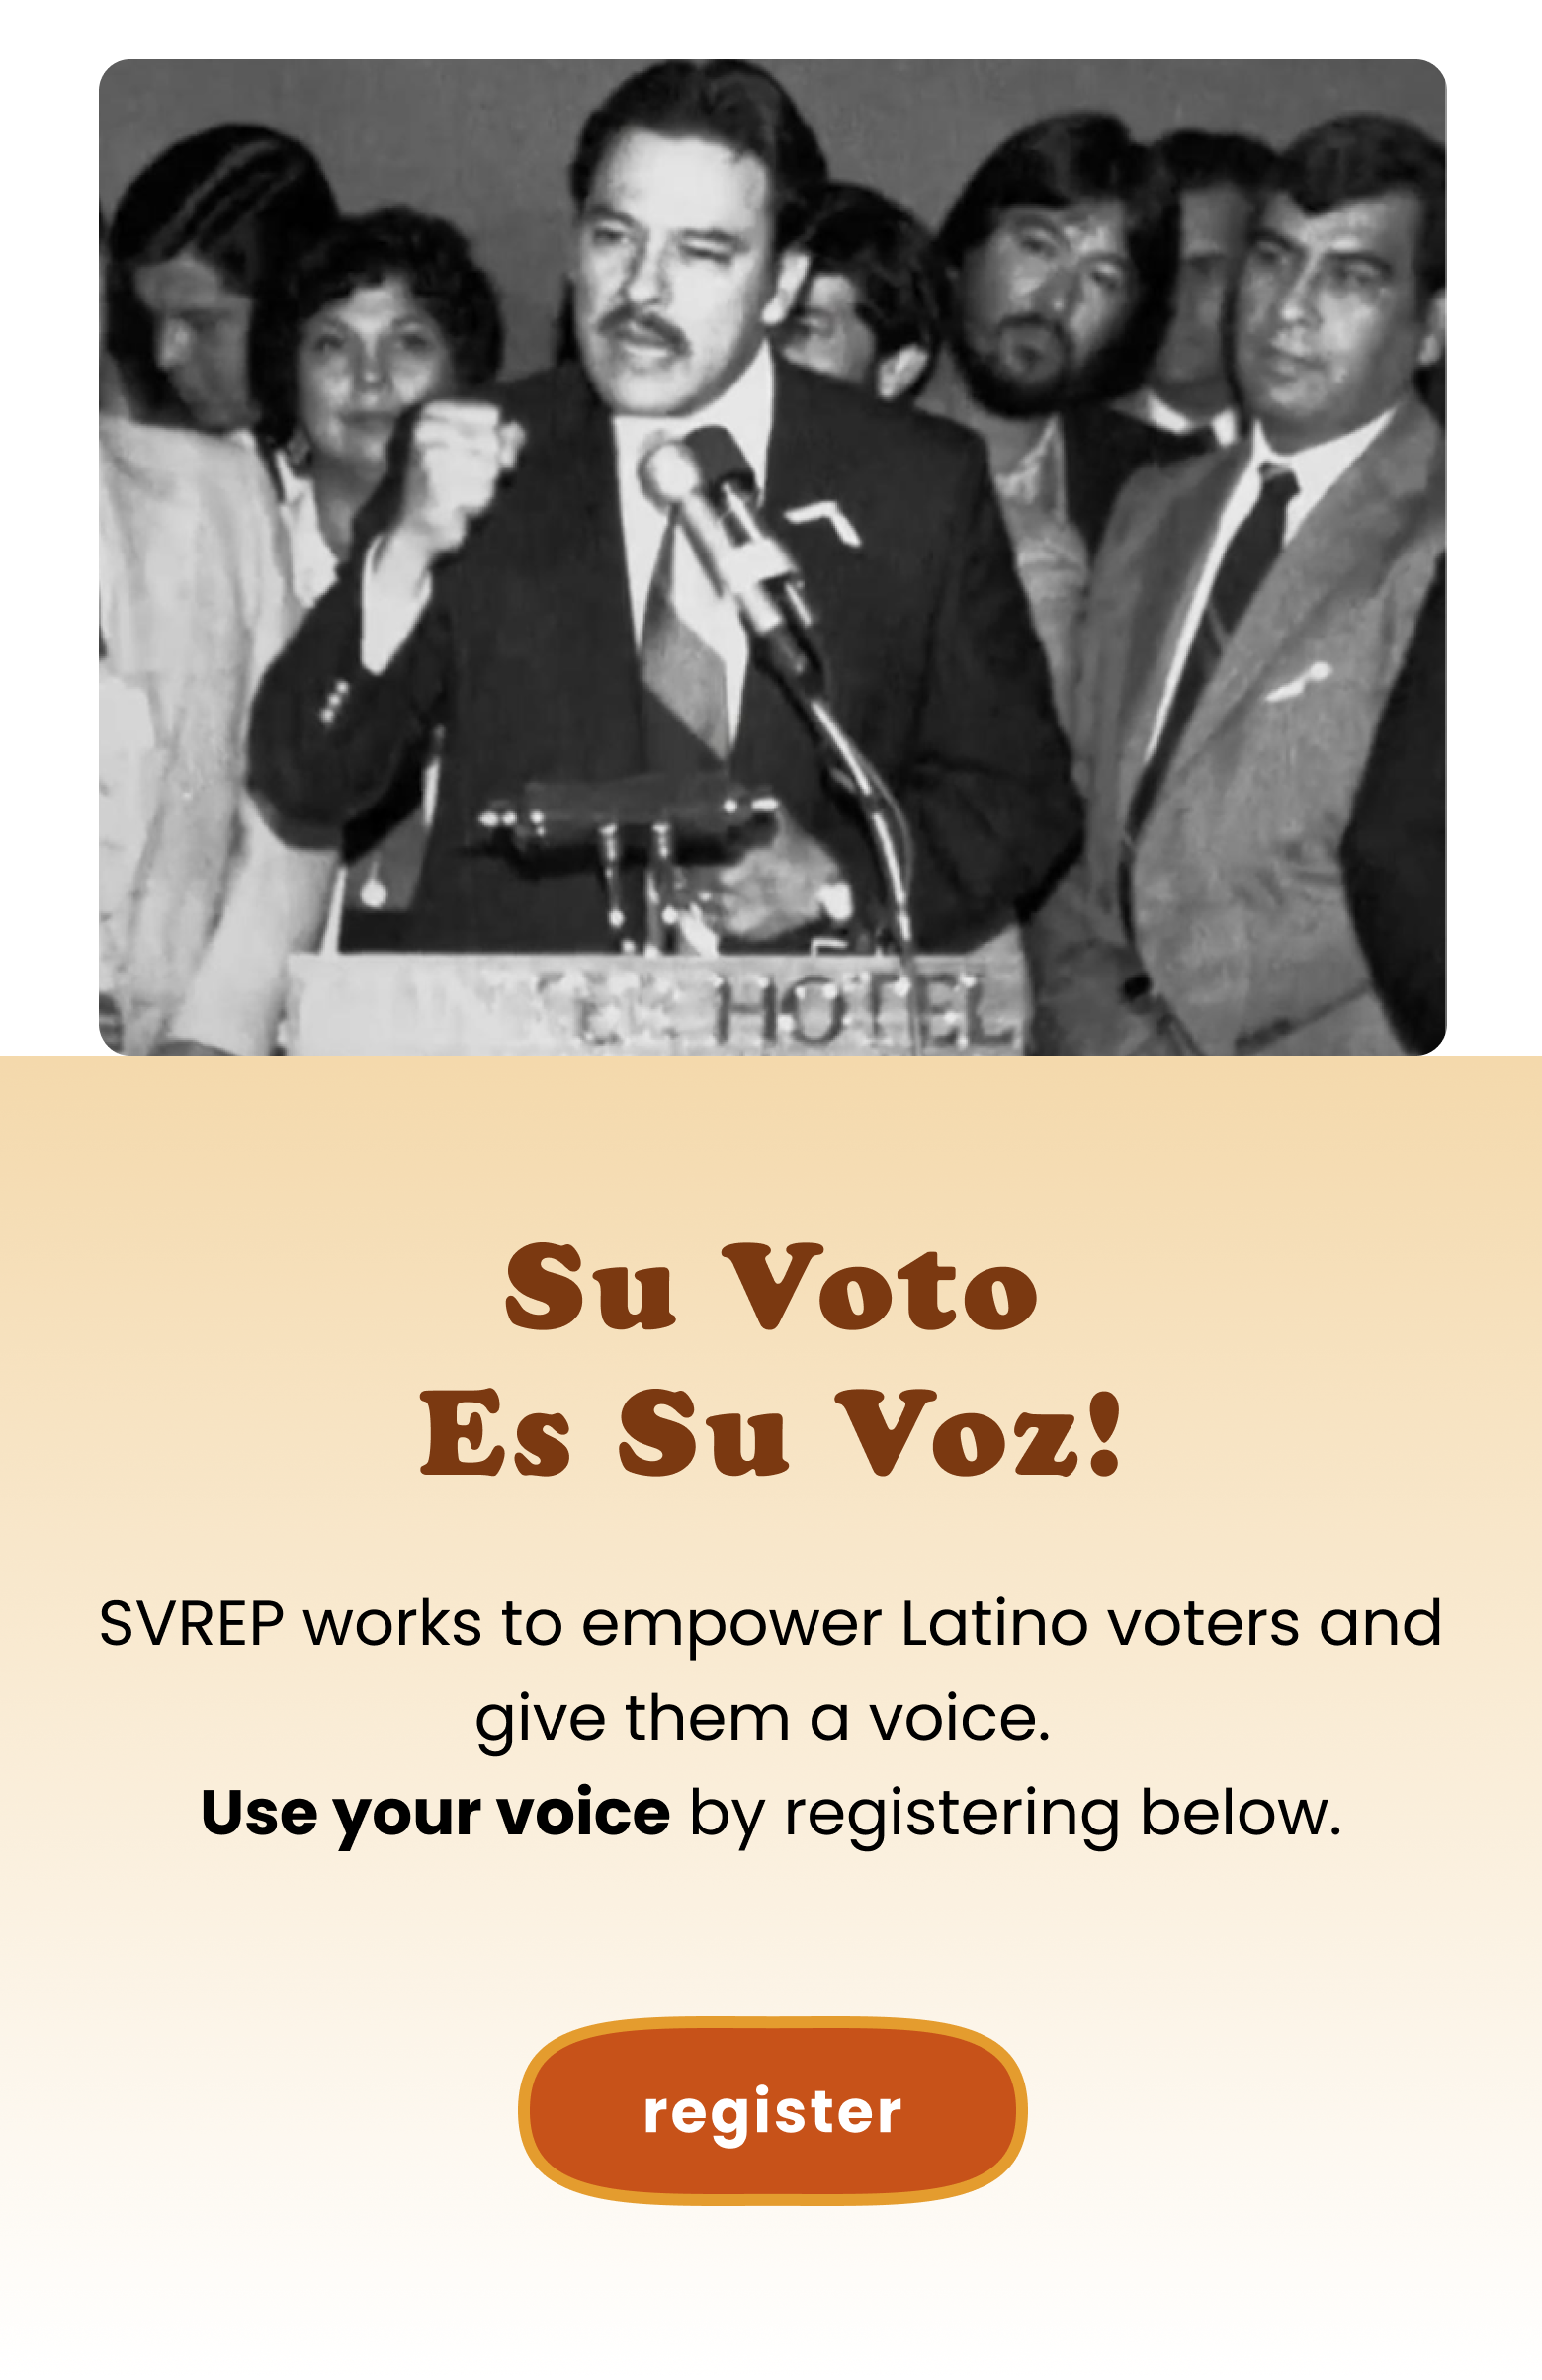 HOTEL
Su Voto
Es Su Voz!
SVREP works to empower Latino voters and
give them a voice.
Use your voice by registering below.
register